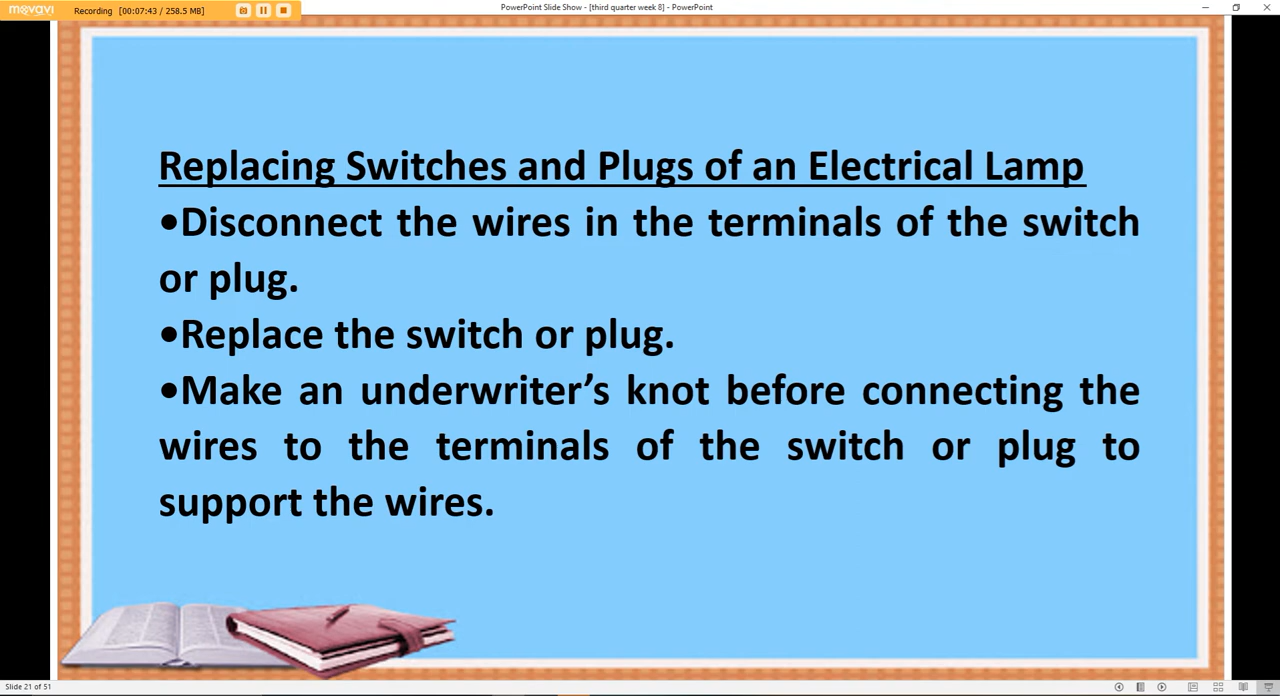 movavi
Recording [00:07:43 / 258.5 MB]
PowerPoint Slide Show - [third quarter week 8] - PowerPoint
Replacing Switches and Plugs of an Electrical Lamp
•Disconnect the wires in the terminals of the switch
or plug.
•Replace the switch or plug.
•Make an underwriter’s knot before connecting the
wires to the terminals of the switch or plug to
support the wires.
Slide 21 of 51